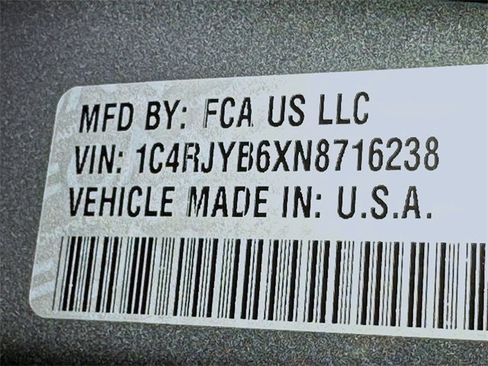 MFD BY: FCA US LLC
VIN: 1C4RJYB6XN8716238
VEHICLE MADE IN: U.S.A.